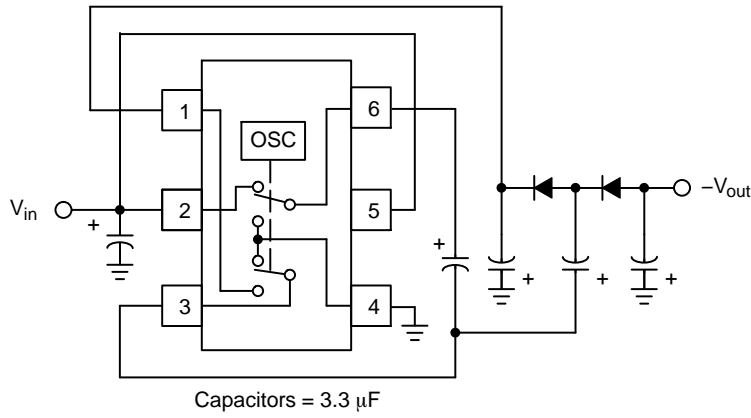 1
6
OSC
V_in
+
2
5
−V_out
+
+
+
+
3
4
Capacitors = 3.3 μF